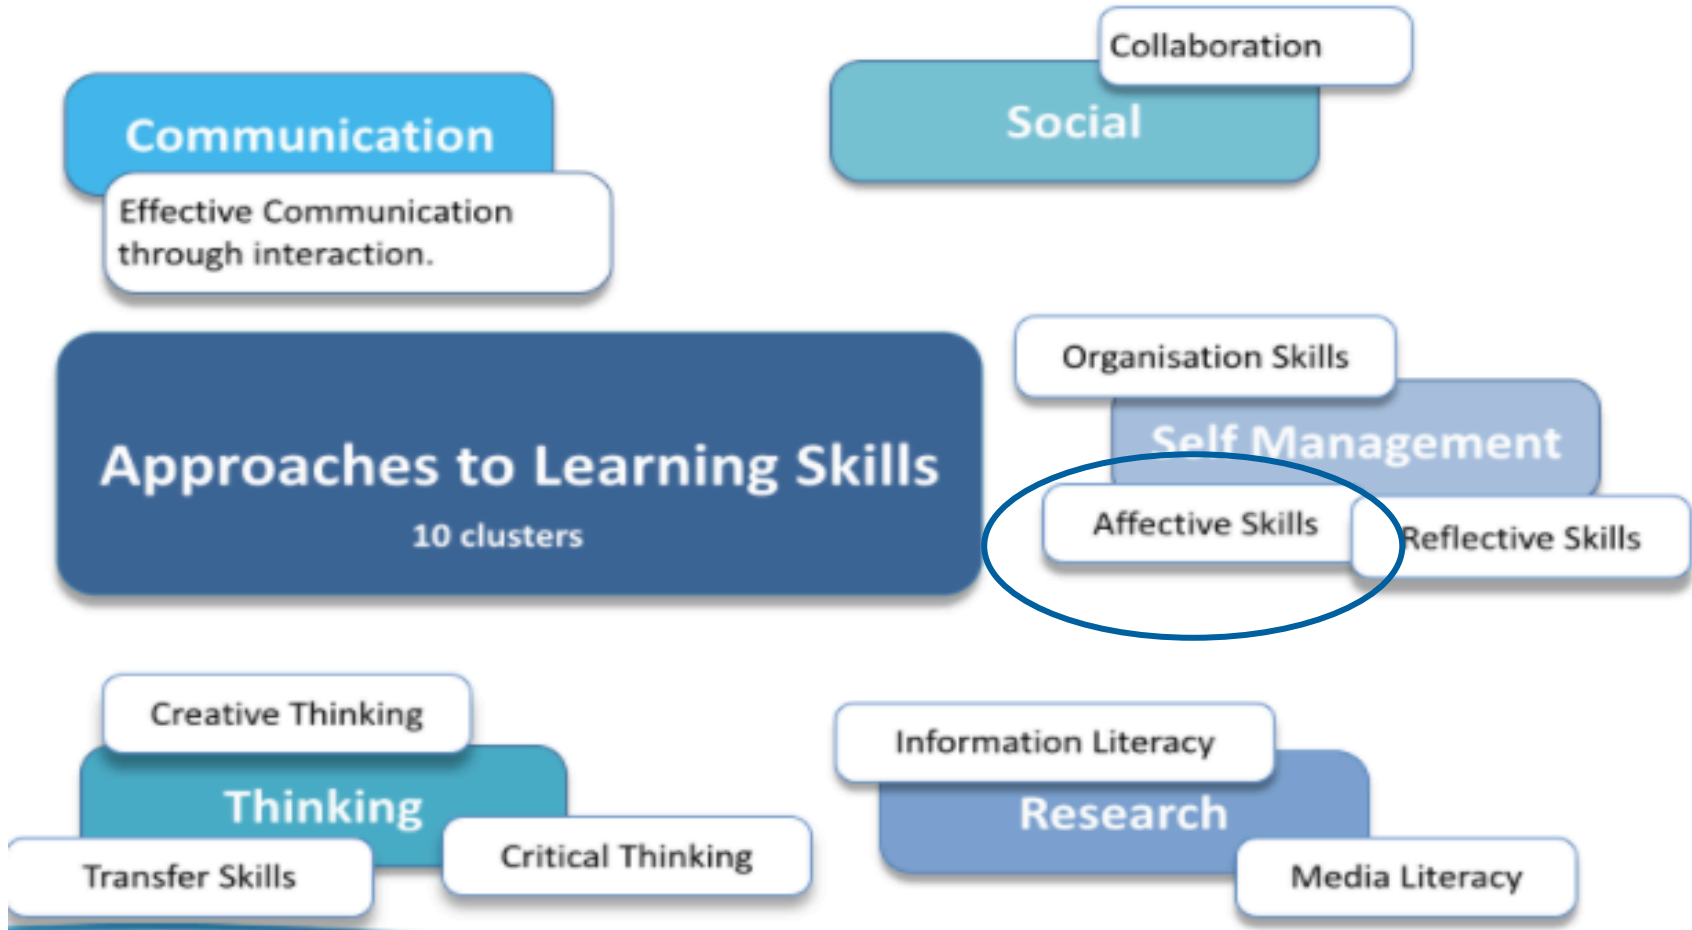 Collaboration
Communication
Social
Effective Communication
through interaction.
Organisation Skills
Self Management
Approaches to Learning Skills
10 clusters
Affective Skills
Reflective Skills
Creative Thinking
Information Literacy
Thinking
Research
Critical Thinking
Transfer Skills
Media Literacy